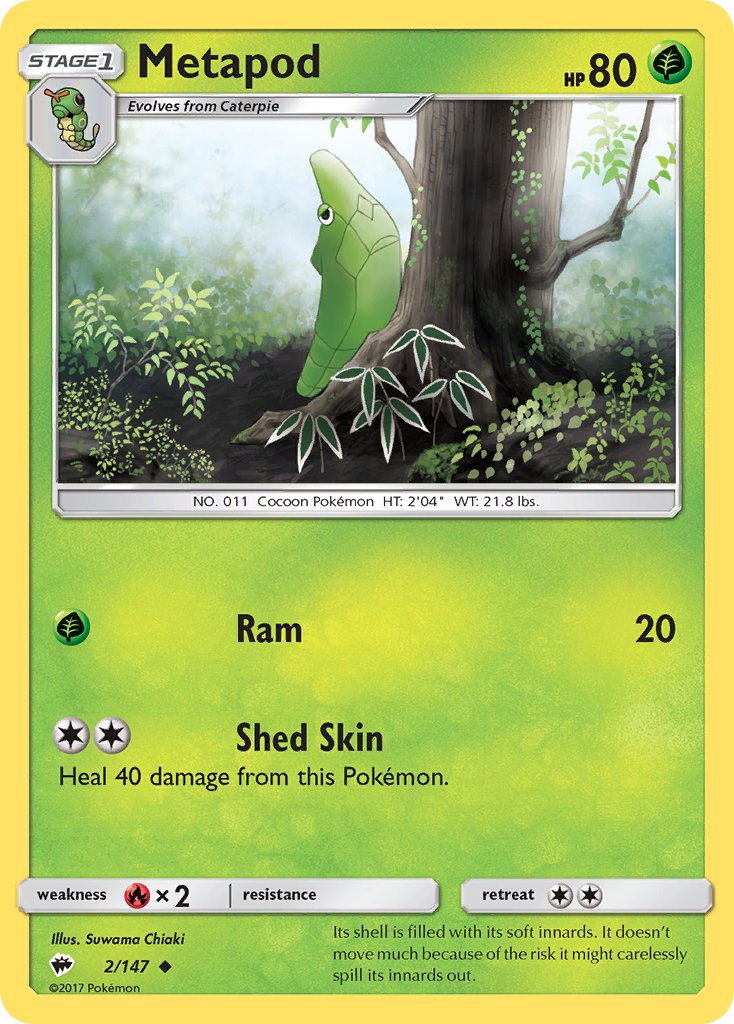 STAGE1
Metapod
HP80
Evolves from Caterpie
NO. 011 Cocoon Pokémon HT: 2'04" WT: 21.8 lbs.
Ram 20
Shed Skin
Heal 40 damage from this Pokémon.
weakness × 2 resistance retreat
Illus. Suwama Chiaki
2/147
©2017 Pokémon
Its shell is filled with its soft innards. It doesn't
move much because of the risk it might carelessly
spill its innards out.